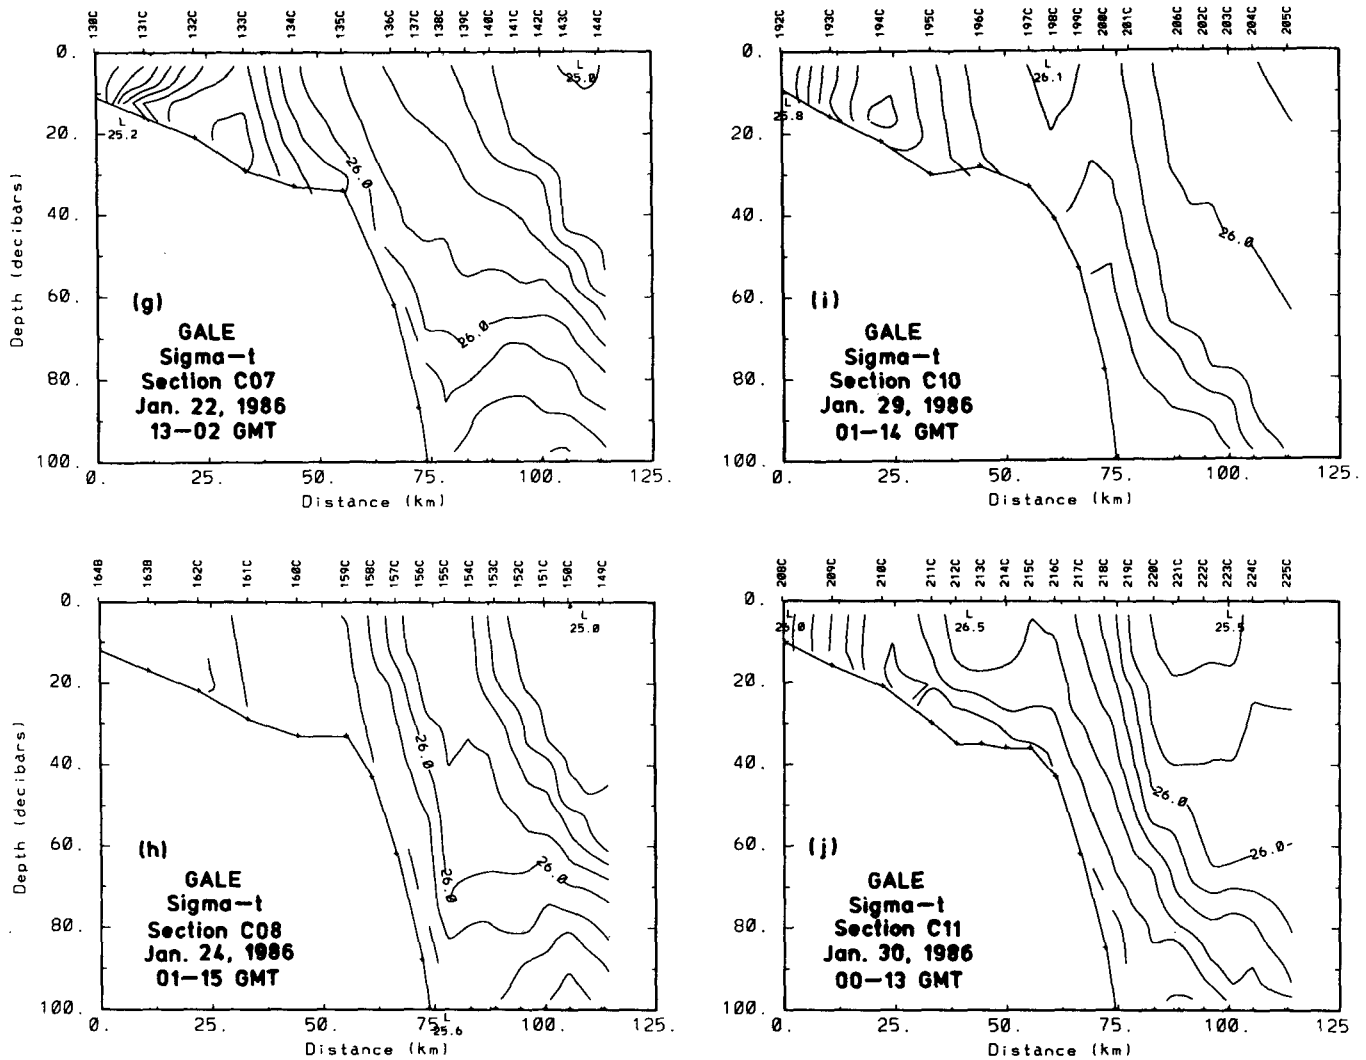 130C 131C 132C 133C 134C 135C 136C 137C 138C 139C 140C 141C 142C 143C 144C
0.
20.
40.
60.
80.
100.
Depth (decibars)
L
25.2
L
25.0
26.0
26.0
(g)
GALE
Sigma-t
Section C07
Jan. 22, 1986
13-02 GMT
0. 25. 50. 75. 100. 125.
Distance (km)
192C 193C 194C 195C 196C 197C 198C 199C 200C 201C 206C 202C 203C 204C 205C
0.
20.
40.
60.
80.
100.
L
25.8
L
26.1
26.0
(i)
GALE
Sigma-t
Section C10
Jan. 29, 1986
01-14 GMT
0. 25. 50. 75. 100. 125.
Distance (km)
164B 163B 162C 161C 160C 159C 158C 157C 156C 155C 154C 153C 152C 151C 150C 149C
0.
20.
40.
60.
80.
100.
Depth (decibars)
L
25.0
26.0
26.0
26.0
(h)
GALE
Sigma-t
Section C08
Jan. 24, 1986
01-15 GMT
L
25.6
0. 25. 50. 75. 100. 125.
Distance (km)
208C 209C 210C 211C 212C 213C 214C 215C 216C 217C 218C 219C 220C 221C 222C 223C 224C 225C
0.
20.
40.
60.
80.
100.
L
26.0
L
26.5
L
25.5
26.0
26.0
(j)
GALE
Sigma-t
Section C11
Jan. 30, 1986
00-13 GMT
0. 25. 50. 75. 100. 125.
Distance (km)